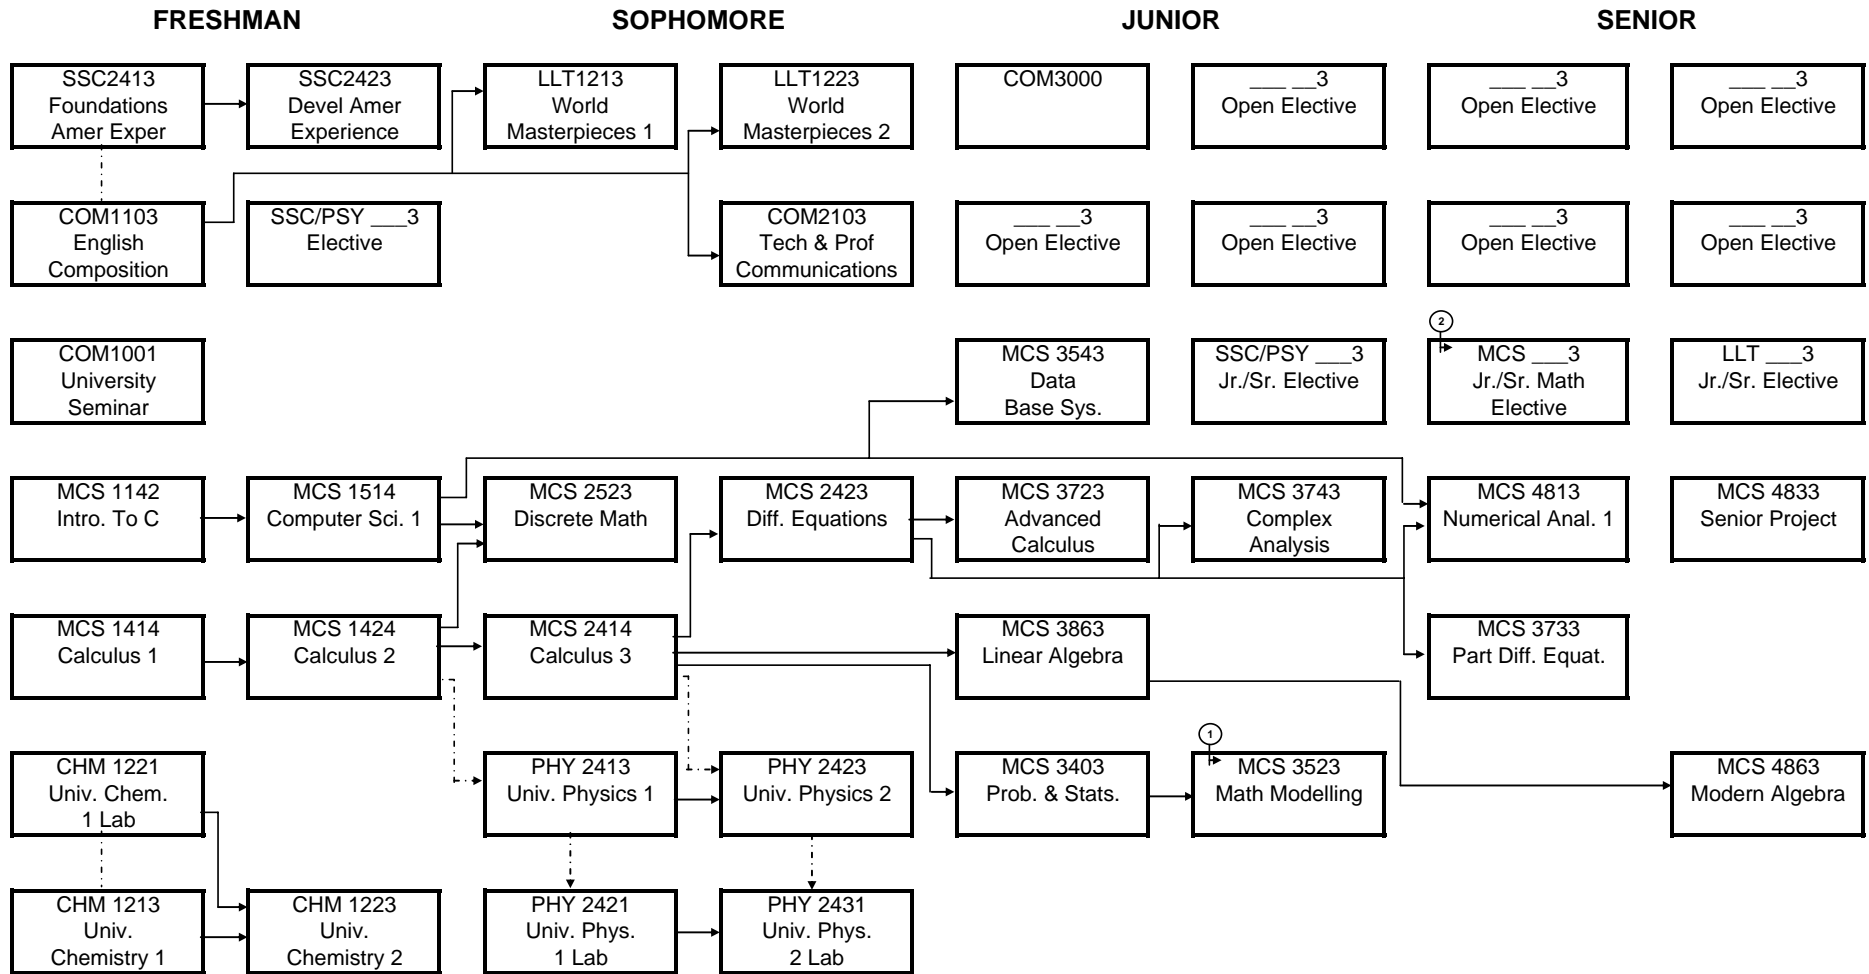 FRESHMAN SOPHOMORE JUNIOR SENIOR
SSC2413
Foundations
Amer Exper
SSC2423
Devel Amer
Experience
LLT1213
World
Masterpieces 1
LLT1223
World
Masterpieces 2
COM3000
___ __3
Open Elective
___ __3
Open Elective
___ __3
Open Elective
COM1103
English
Composition
SSC/PSY ___3
Elective
COM2103
Tech & Prof
Communications
___ __3
Open Elective
___ __3
Open Elective
___ __3
Open Elective
___ __3
Open Elective
COM1001
University
Seminar
MCS 3543
Data
Base Sys.
SSC/PSY ___3
Jr./Sr. Elective
2
MCS ___3
Jr./Sr. Math
Elective
LLT ___3
Jr./Sr. Elective
MCS 1142
Intro. To C
MCS 1514
Computer Sci. 1
MCS 2523
Discrete Math
MCS 2423
Diff. Equations
MCS 3723
Advanced
Calculus
MCS 3743
Complex
Analysis
MCS 4813
Numerical Anal. 1
MCS 4833
Senior Project
MCS 1414
Calculus 1
MCS 1424
Calculus 2
MCS 2414
Calculus 3
MCS 3863
Linear Algebra
MCS 3733
Part Diff. Equat.
CHM 1221
Univ. Chem.
1 Lab
PHY 2413
Univ. Physics 1
PHY 2423
Univ. Physics 2
MCS 3403
Prob. & Stats.
1
MCS 3523
Math Modelling
MCS 4863
Modern Algebra
CHM 1213
Univ.
Chemistry 1
CHM 1223
Univ.
Chemistry 2
PHY 2421
Univ. Phys.
1 Lab
PHY 2431
Univ. Phys.
2 Lab